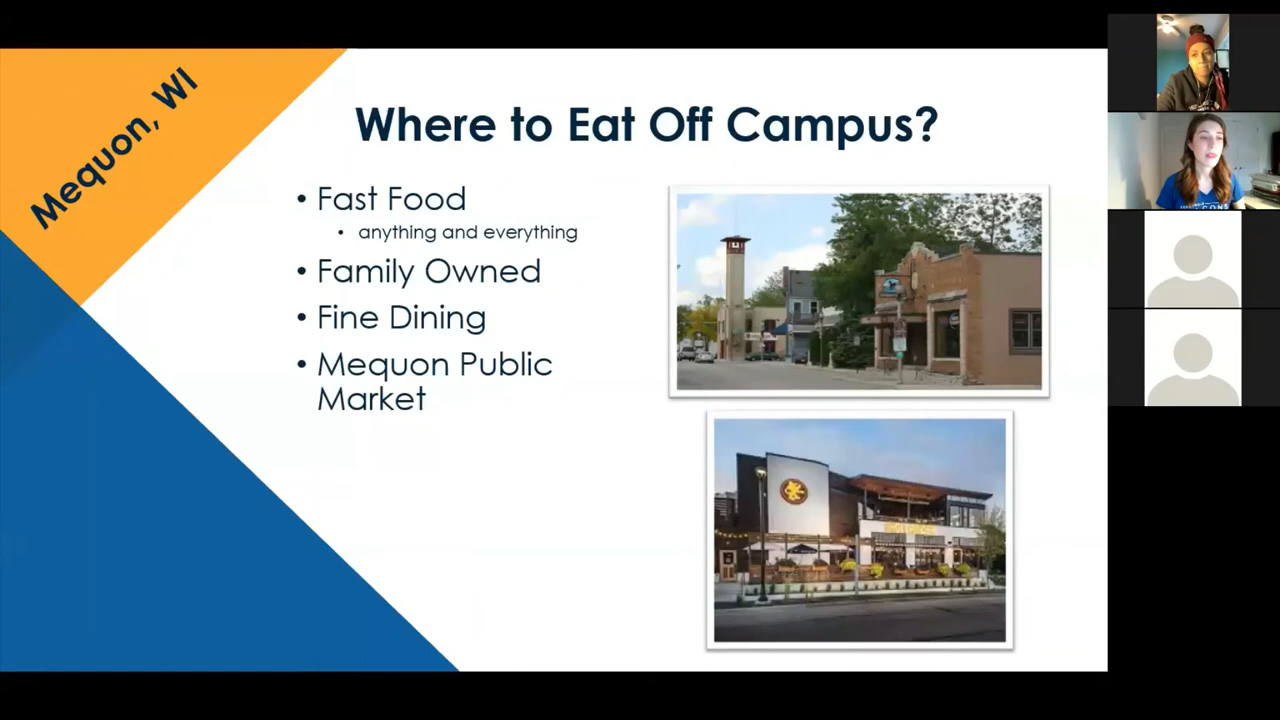 Mequon, WI
Where to Eat Off Campus?
• Fast Food
• anything and everything
• Family Owned
• Fine Dining
• Mequon Public
Market